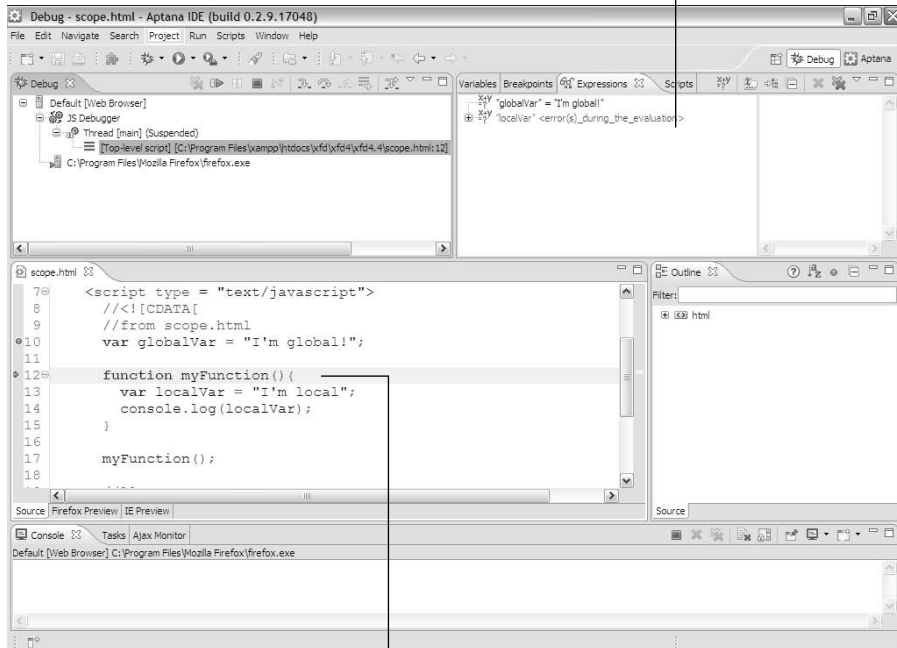 Debug - scope.html - Aptana IDE (build 0.2.9.17048)
File Edit Navigate Search Project Run Scripts Window Help
Debug Aptana
Debug
Default [Web Browser]
JS Debugger
Thread [main] (Suspended)
[Top-level script] [C:\Program Files\xampp\htdocs\xfd\xfd4\xfd4.4\scope.html:12]
C:\Program Files\Mozilla Firefox\firefox.exe
Variables Breakpoints Expressions Scripts
"globalVar" = "I'm global!"
"localVar" <error(s)_during_the_evaluation>
scope.html
7 <script type = "text/javascript">
8 //<![CDATA[
9 //from scope.html
10 var globalVar = "I'm global!";
11
12 function myFunction(){
13 var localVar = "I'm local";
14 console.log(localVar);
15 }
16
17 myFunction();
18
Source Firefox Preview IE Preview
Outline
Filter:
html
Source
Console Tasks Ajax Monitor
Default [Web Browser] C:\Program Files\Mozilla Firefox\firefox.exe